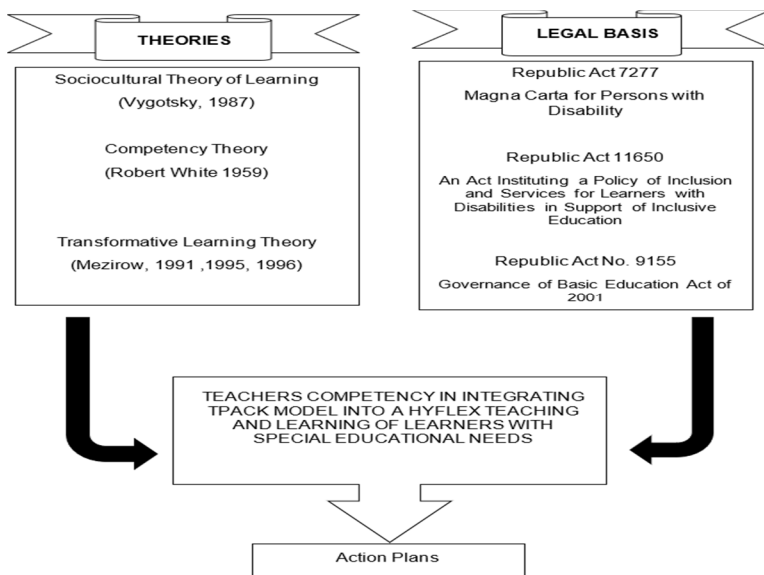 THEORIES
Sociocultural Theory of Learning
(Vygotsky, 1987)
Competency Theory
(Robert White 1959)
Transformative Learning Theory
(Mezirow, 1991 ,1995, 1996)
LEGAL BASIS
Republic Act 7277
Magna Carta for Persons with
Disability
Republic Act 11650
An Act Instituting a Policy of Inclusion
and Services for Learners with
Disabilities in Support of Inclusive
Education
Republic Act No. 9155
Governance of Basic Education Act of
2001
TEACHERS COMPETENCY IN INTEGRATING
TPACK MODEL INTO A HYFLEX TEACHING
AND LEARNING OF LEARNERS WITH
SPECIAL EDUCATIONAL NEEDS
Action Plans